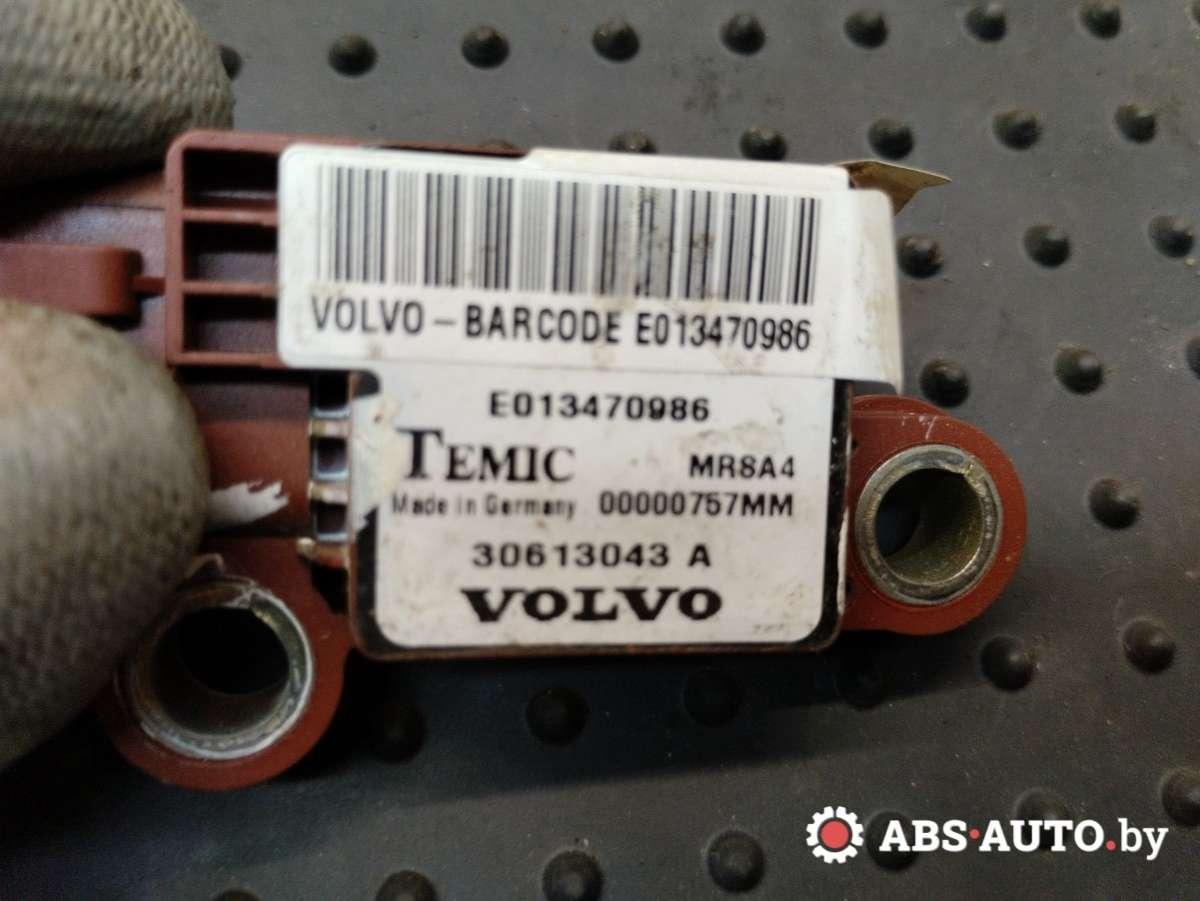 VOLVO - BARCODE E013470986
E013470986
TEMIC MR8A4
Made in Germany 00000757MM
30613043 A
VOLVO
ABS-AUTO.by